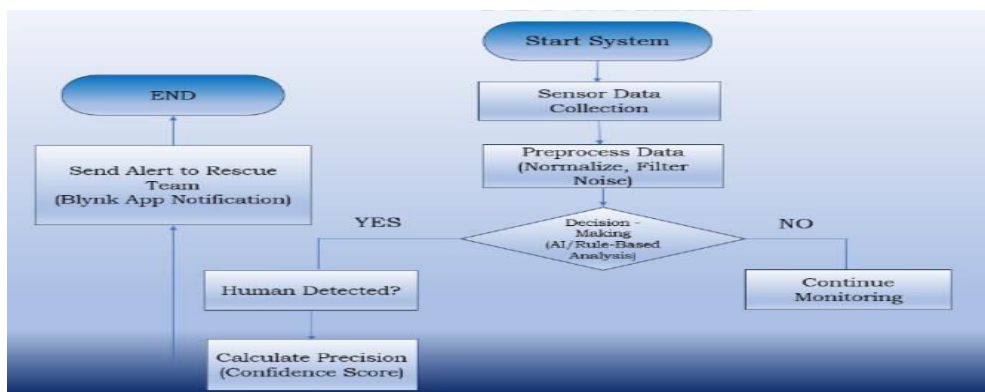 Start System
Sensor Data
Collection
Preprocess Data
(Normalize, Filter
Noise)
Decision -
Making
(AI/Rule-Based
Analysis)
YES
NO
Human Detected?
Continue
Monitoring
Calculate Precision
(Confidence Score)
Send Alert to Rescue
Team
(Blynk App Notification)
END